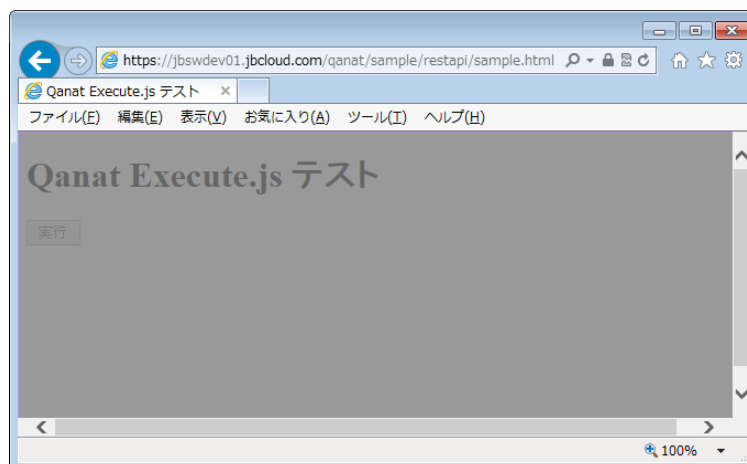 https://jbswdev01.jbcloud.com/qanat/sample/restapi/sample.html
Qanat Execute.js テスト
ファイル(F) 編集(E) 表示(V) お気に入り(A) ツール(T) ヘルプ(H)
Qanat Execute.js テスト
実行
100%